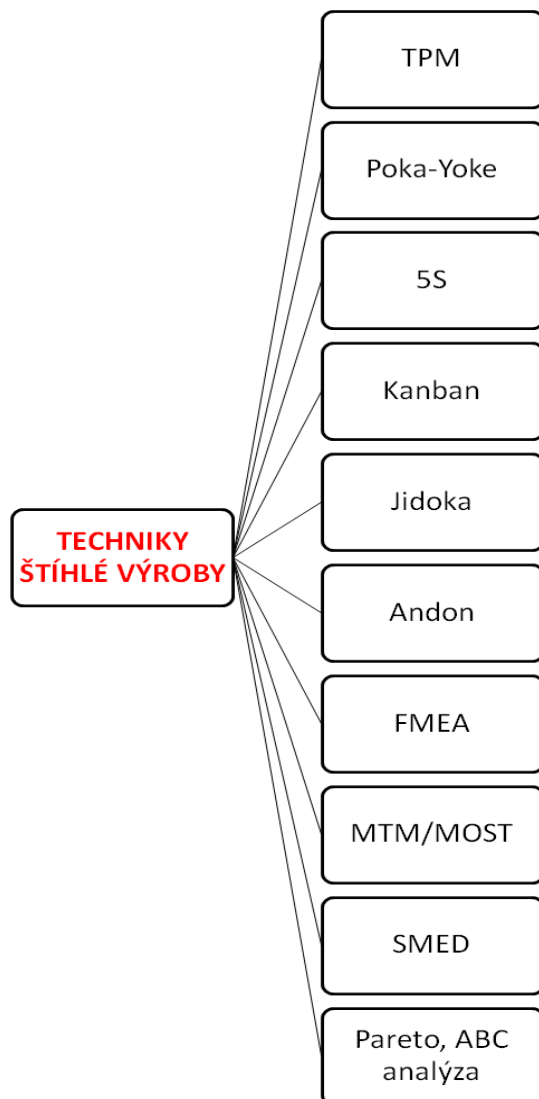 TPM
Poka-Yoke
5S
Kanban
Jidoka
TECHNIKY
ŠTÍHLÉ VÝROBY
Andon
FMEA
MTM/MOST
SMED
Pareto, ABC
analýza